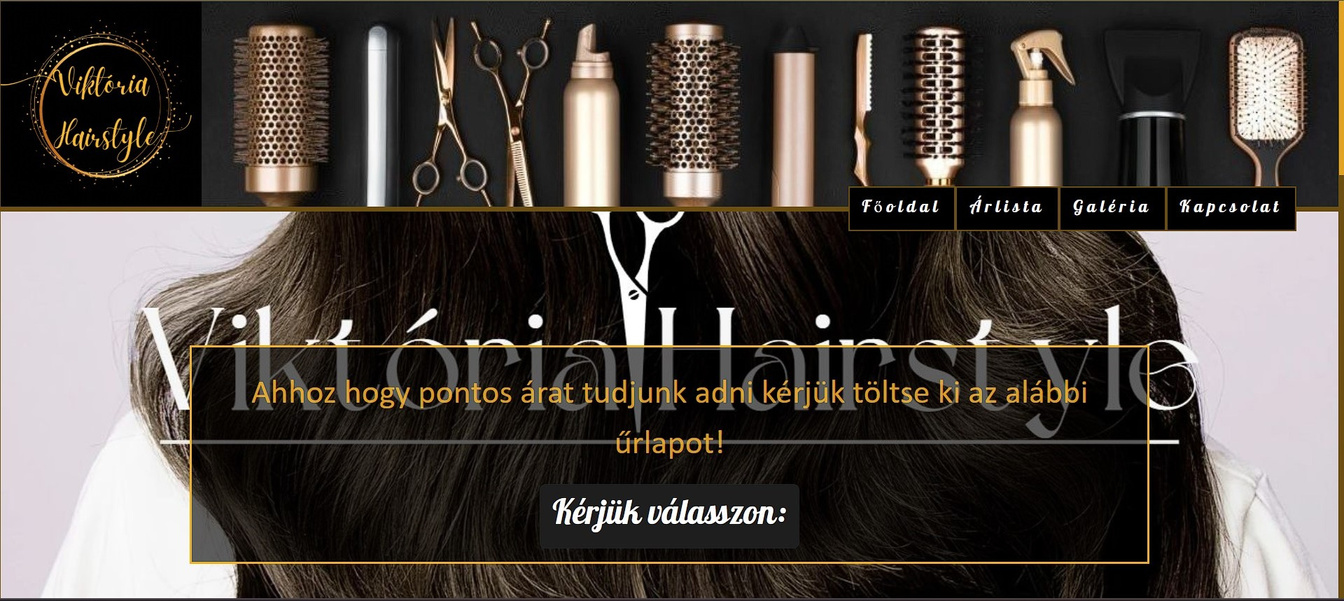 Viktoria
Hairstyle
Főoldal
Árlista
Galéria
Kapcsolat
Viktória Hairstyle
Ahhoz hogy pontos árat tudjunk adni kérjük töltse ki az alábbi
űrlapot!
Kérjük válasszon: